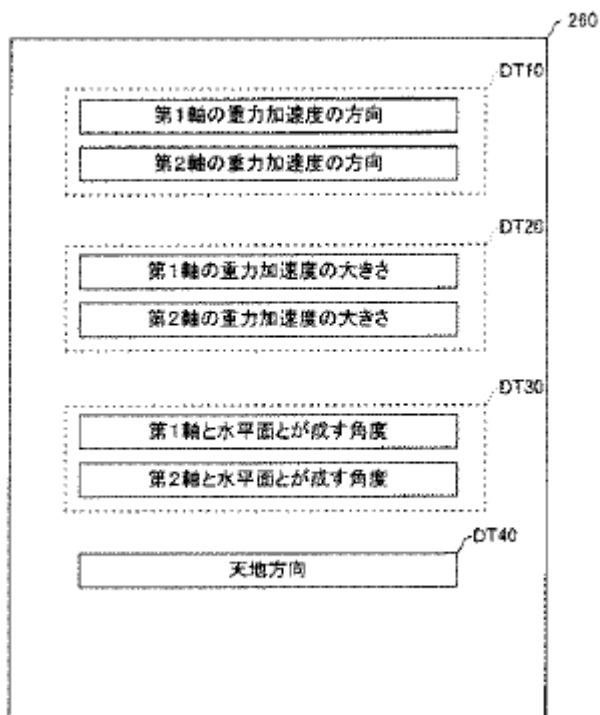 260
DT10
第1軸の重力加速度の方向
第2軸の重力加速度の方向
DT20
第1軸の重力加速度の大きさ
第2軸の重力加速度の大きさ
DT30
第1軸と水平面とが成す角度
第2軸と水平面とが成す角度
DT40
天地方向